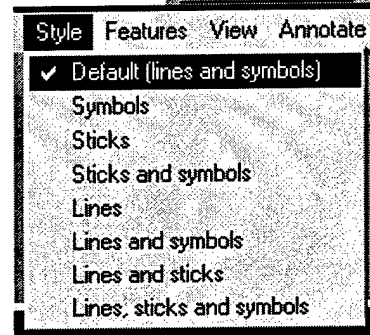 Style Features View Annotate
✓ Default (lines and symbols)
Symbols
Sticks
Sticks and symbols
Lines
Lines and symbols
Lines and sticks
Lines, sticks and symbols